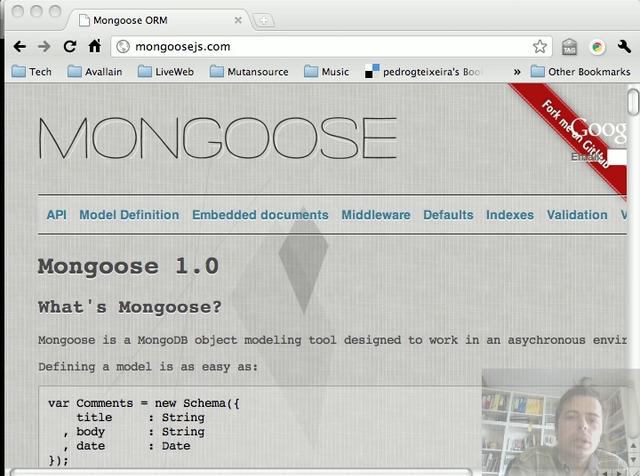 Mongoose ORM
mongoosejs.com
Tech Avallain LiveWeb Mutansource Music pedrogteixeira's Boo » Other Bookmarks
MONGOOSE
Fork me on GitHub
Goog
API Model Definition Embedded documents Middleware Defaults Indexes Validation V
Mongoose 1.0
What's Mongoose?
Mongoose is a MongoDB object modeling tool designed to work in an asychronous envir
Defining a model is as easy as:
var Comments = new Schema({
title : String
, body : String
, date : Date
});